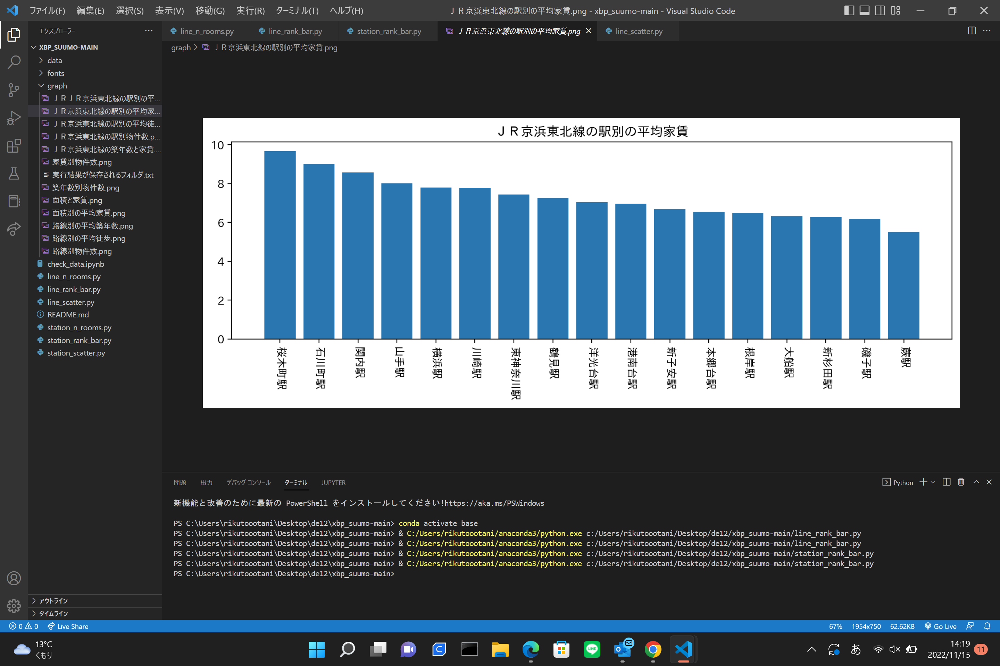 ファイル(F) 編集(E) 選択(S) 表示(V) 移動(G) 実行(R) ターミナル(T) ヘルプ(H)
ＪＲ京浜東北線の駅別の平均家賃.png - xbp_suumo-main - Visual Studio Code
エクスプローラー
XBP_SUUMO-MAIN
data
fonts
graph
ＪＲＪＲ京浜東北線の駅別の平...
ＪＲ京浜東北線の駅別の平均家...
ＪＲ京浜東北線の駅別の平均徒...
ＪＲ京浜東北線の駅別物件数.p...
ＪＲ京浜東北線の築年数と家賃....
家賃別物件数.png
実行結果が保存されるフォルダ.txt
築年数別物件数.png
面積と家賃.png
面積別の平均家賃.png
路線別の平均築年数.png
路線別の平均徒歩.png
路線別物件数.png
check_data.ipynb
line_n_rooms.py
line_rank_bar.py
line_scatter.py
README.md
station_n_rooms.py
station_rank_bar.py
station_scatter.py
アウトライン
タイムライン
line_n_rooms.py line_rank_bar.py station_rank_bar.py ＪＲ京浜東北線の駅別の平均家賃.png line_scatter.py
graph > ＪＲ京浜東北線の駅別の平均家賃.png
ＪＲ京浜東北線の駅別の平均家賃
10
8
6
4
2
0
桜木町駅
石川町駅
関内駅
山手駅
横浜駅
川崎駅
東神奈川駅
鶴見駅
洋光台駅
港南台駅
新子安駅
本郷台駅
根岸駅
大船駅
新杉田駅
磯子駅
蕨駅
問題 出力 デバッグ コンソール ターミナル JUPYTER
Python
新機能と改善のために最新の PowerShell をインストールしてください!https://aka.ms/PSWindows
PS C:\Users\rikutoootani\Desktop\de12\xbp_suumo-main> conda activate base
PS C:\Users\rikutoootani\Desktop\de12\xbp_suumo-main> & C:/Users/rikutoootani/anaconda3/python.exe c:/Users/rikutoootani/Desktop/de12/xbp_suumo-main/line_rank_bar.py
PS C:\Users\rikutoootani\Desktop\de12\xbp_suumo-main> & C:/Users/rikutoootani/anaconda3/python.exe c:/Users/rikutoootani/Desktop/de12/xbp_suumo-main/line_rank_bar.py
PS C:\Users\rikutoootani\Desktop\de12\xbp_suumo-main> & C:/Users/rikutoootani/anaconda3/python.exe c:/Users/rikutoootani/Desktop/de12/xbp_suumo-main/station_rank_bar.py
PS C:\Users\rikutoootani\Desktop\de12\xbp_suumo-main> & C:/Users/rikutoootani/anaconda3/python.exe c:/Users/rikutoootani/Desktop/de12/xbp_suumo-main/station_rank_bar.py
PS C:\Users\rikutoootani\Desktop\de12\xbp_suumo-main>
0 0 Live Share
67% 1954x750 62.62KB Go Live
13°C
くもり
LINE
あ
14:19
2022/11/15
11